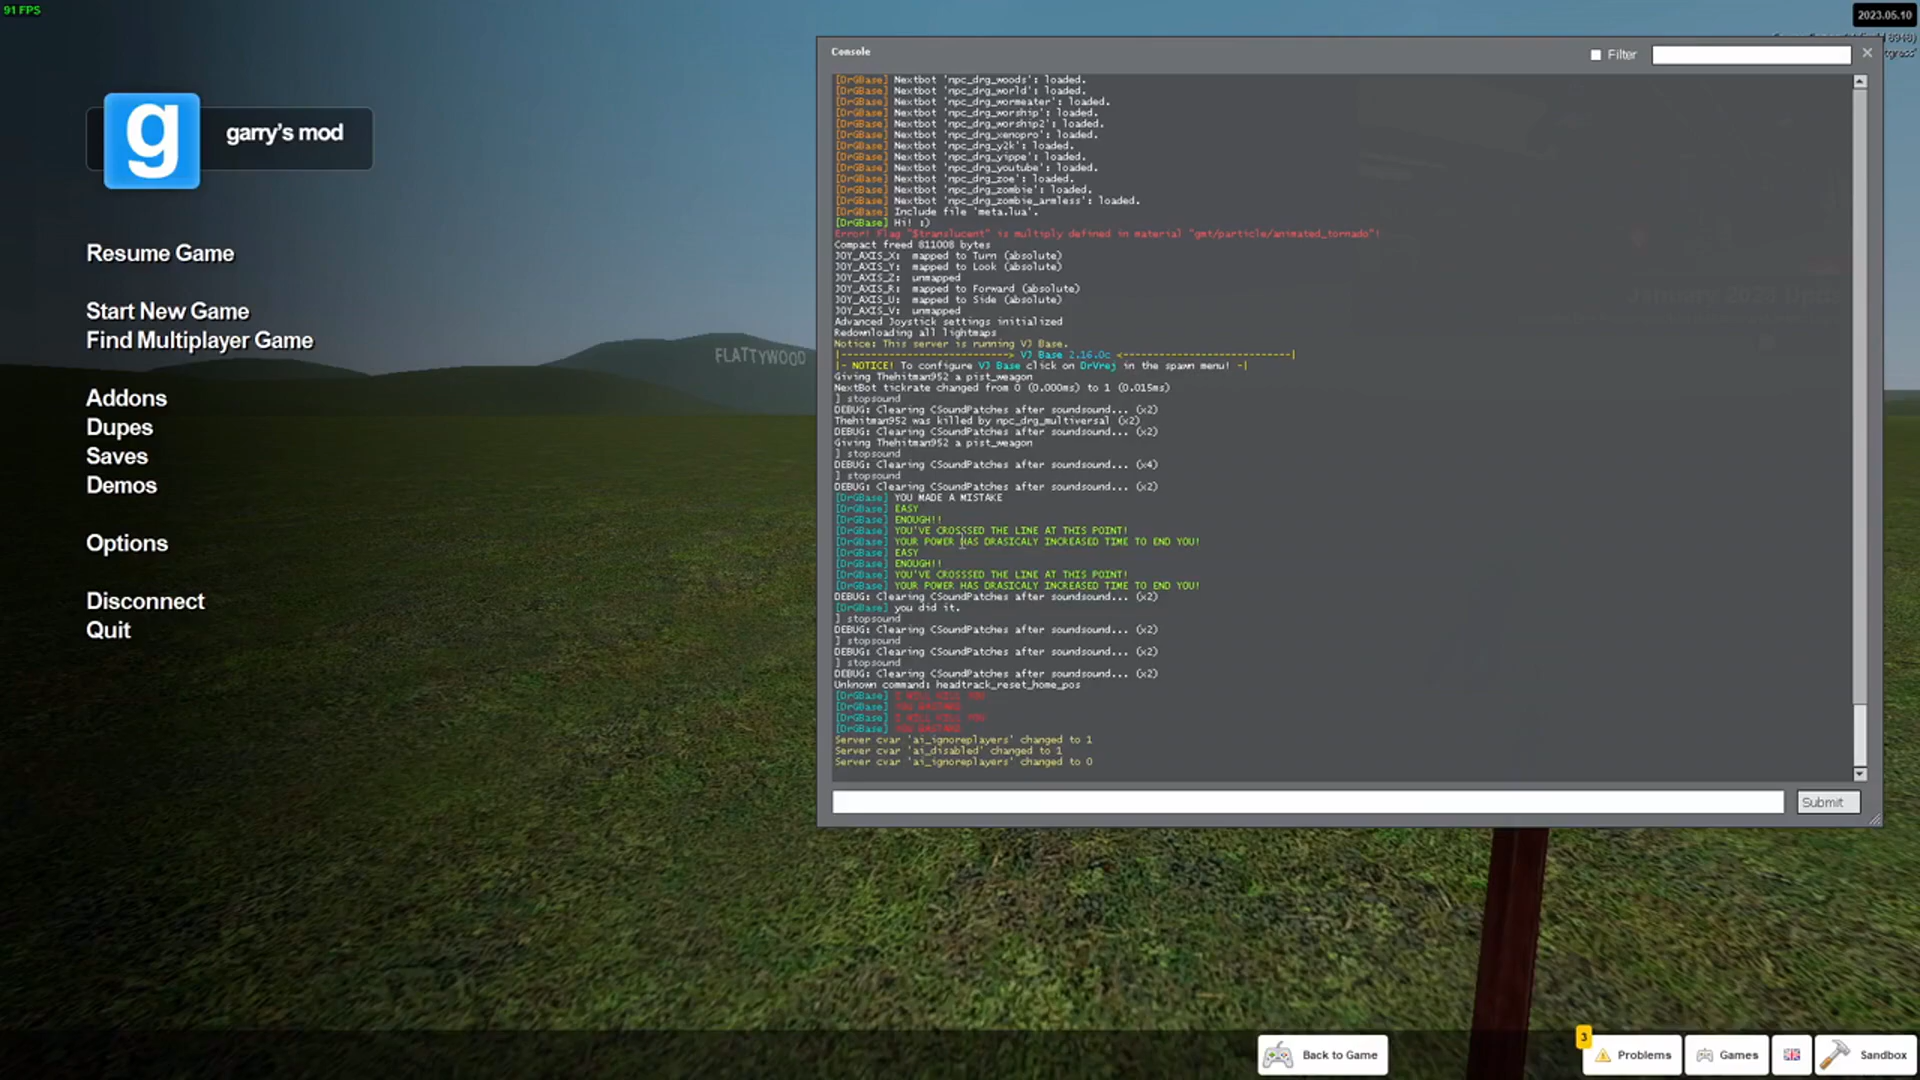 91 FPS
2023.05.10
g
garry's mod
Resume Game
Start New Game
Find Multiplayer Game
Addons
Dupes
Saves
Demos
Options
Disconnect
Quit
FLATTYWOOD
Console
Filter
[DrGBase] Nextbot 'npc_drg_woods': loaded.
[DrGBase] Nextbot 'npc_drg_world': loaded.
[DrGBase] Nextbot 'npc_drg_wormeater': loaded.
[DrGBase] Nextbot 'npc_drg_worship': loaded.
[DrGBase] Nextbot 'npc_drg_worship2': loaded.
[DrGBase] Nextbot 'npc_drg_xenopro': loaded.
[DrGBase] Nextbot 'npc_drg_y2k': loaded.
[DrGBase] Nextbot 'npc_drg_yippe': loaded.
[DrGBase] Nextbot 'npc_drg_youtube': loaded.
[DrGBase] Nextbot 'npc_drg_zoe': loaded.
[DrGBase] Nextbot 'npc_drg_zombie': loaded.
[DrGBase] Nextbot 'npc_drg_zombie_armless': loaded.
[DrGBase] Include file 'meta.lua'.
[DrGBase] Hi! :)
Error! Flag "$translucent" is multiply defined in material "gmt/particle/animated_tornado"!
Compact freed 811008 bytes
JOY_AXIS_X: mapped to Turn (absolute)
JOY_AXIS_Y: mapped to Look (absolute)
JOY_AXIS_Z: unmapped
JOY_AXIS_R: mapped to Forward (absolute)
JOY_AXIS_U: mapped to Side (absolute)
JOY_AXIS_V: unmapped
Advanced Joystick settings initialized
Redownloading all lightmaps
Notice: This server is running VJ Base.
|----------------------------> VJ Base 2.16.0c <----------------------------|
|- NOTICE! To configure VJ Base click on DrVrej in the spawn menu! -|
Giving Thehitman952 a pist_weagon
NextBot tickrate changed from 0 (0.000ms) to 1 (0.015ms)
] stopsound
DEBUG: Clearing CSoundPatches after soundsound... (x2)
Thehitman952 was killed by npc_drg_multiversal (x2)
DEBUG: Clearing CSoundPatches after soundsound... (x2)
Giving Thehitman952 a pist_weagon
] stopsound
DEBUG: Clearing CSoundPatches after soundsound... (x4)
] stopsound
DEBUG: Clearing CSoundPatches after soundsound... (x2)
[DrGBase] YOU MADE A MISTAKE
[DrGBase] EASY
[DrGBase] ENOUGH!!
[DrGBase] YOU'VE CROSSSED THE LINE AT THIS POINT!
[DrGBase] YOUR POWER HAS DRASICALY INCREASED TIME TO END YOU!
[DrGBase] EASY
[DrGBase] ENOUGH!!
[DrGBase] YOU'VE CROSSSED THE LINE AT THIS POINT!
[DrGBase] YOUR POWER HAS DRASICALY INCREASED TIME TO END YOU!
DEBUG: Clearing CSoundPatches after soundsound... (x2)
[DrGBase] you did it.
] stopsound
DEBUG: Clearing CSoundPatches after soundsound... (x2)
] stopsound
DEBUG: Clearing CSoundPatches after soundsound... (x2)
] stopsound
DEBUG: Clearing CSoundPatches after soundsound... (x2)
Unknown command: headtrack_reset_home_pos
[DrGBase] I WILL KILL YOU
[DrGBase]
[DrGBase] I WILL KILL YOU
[DrGBase]
Server cvar 'ai_ignoreplayers' changed to 1
Server cvar 'ai_disabled' changed to 1
Server cvar 'ai_ignoreplayers' changed to 0
Submit
Back to Game
3
Problems
Games
Sandbox